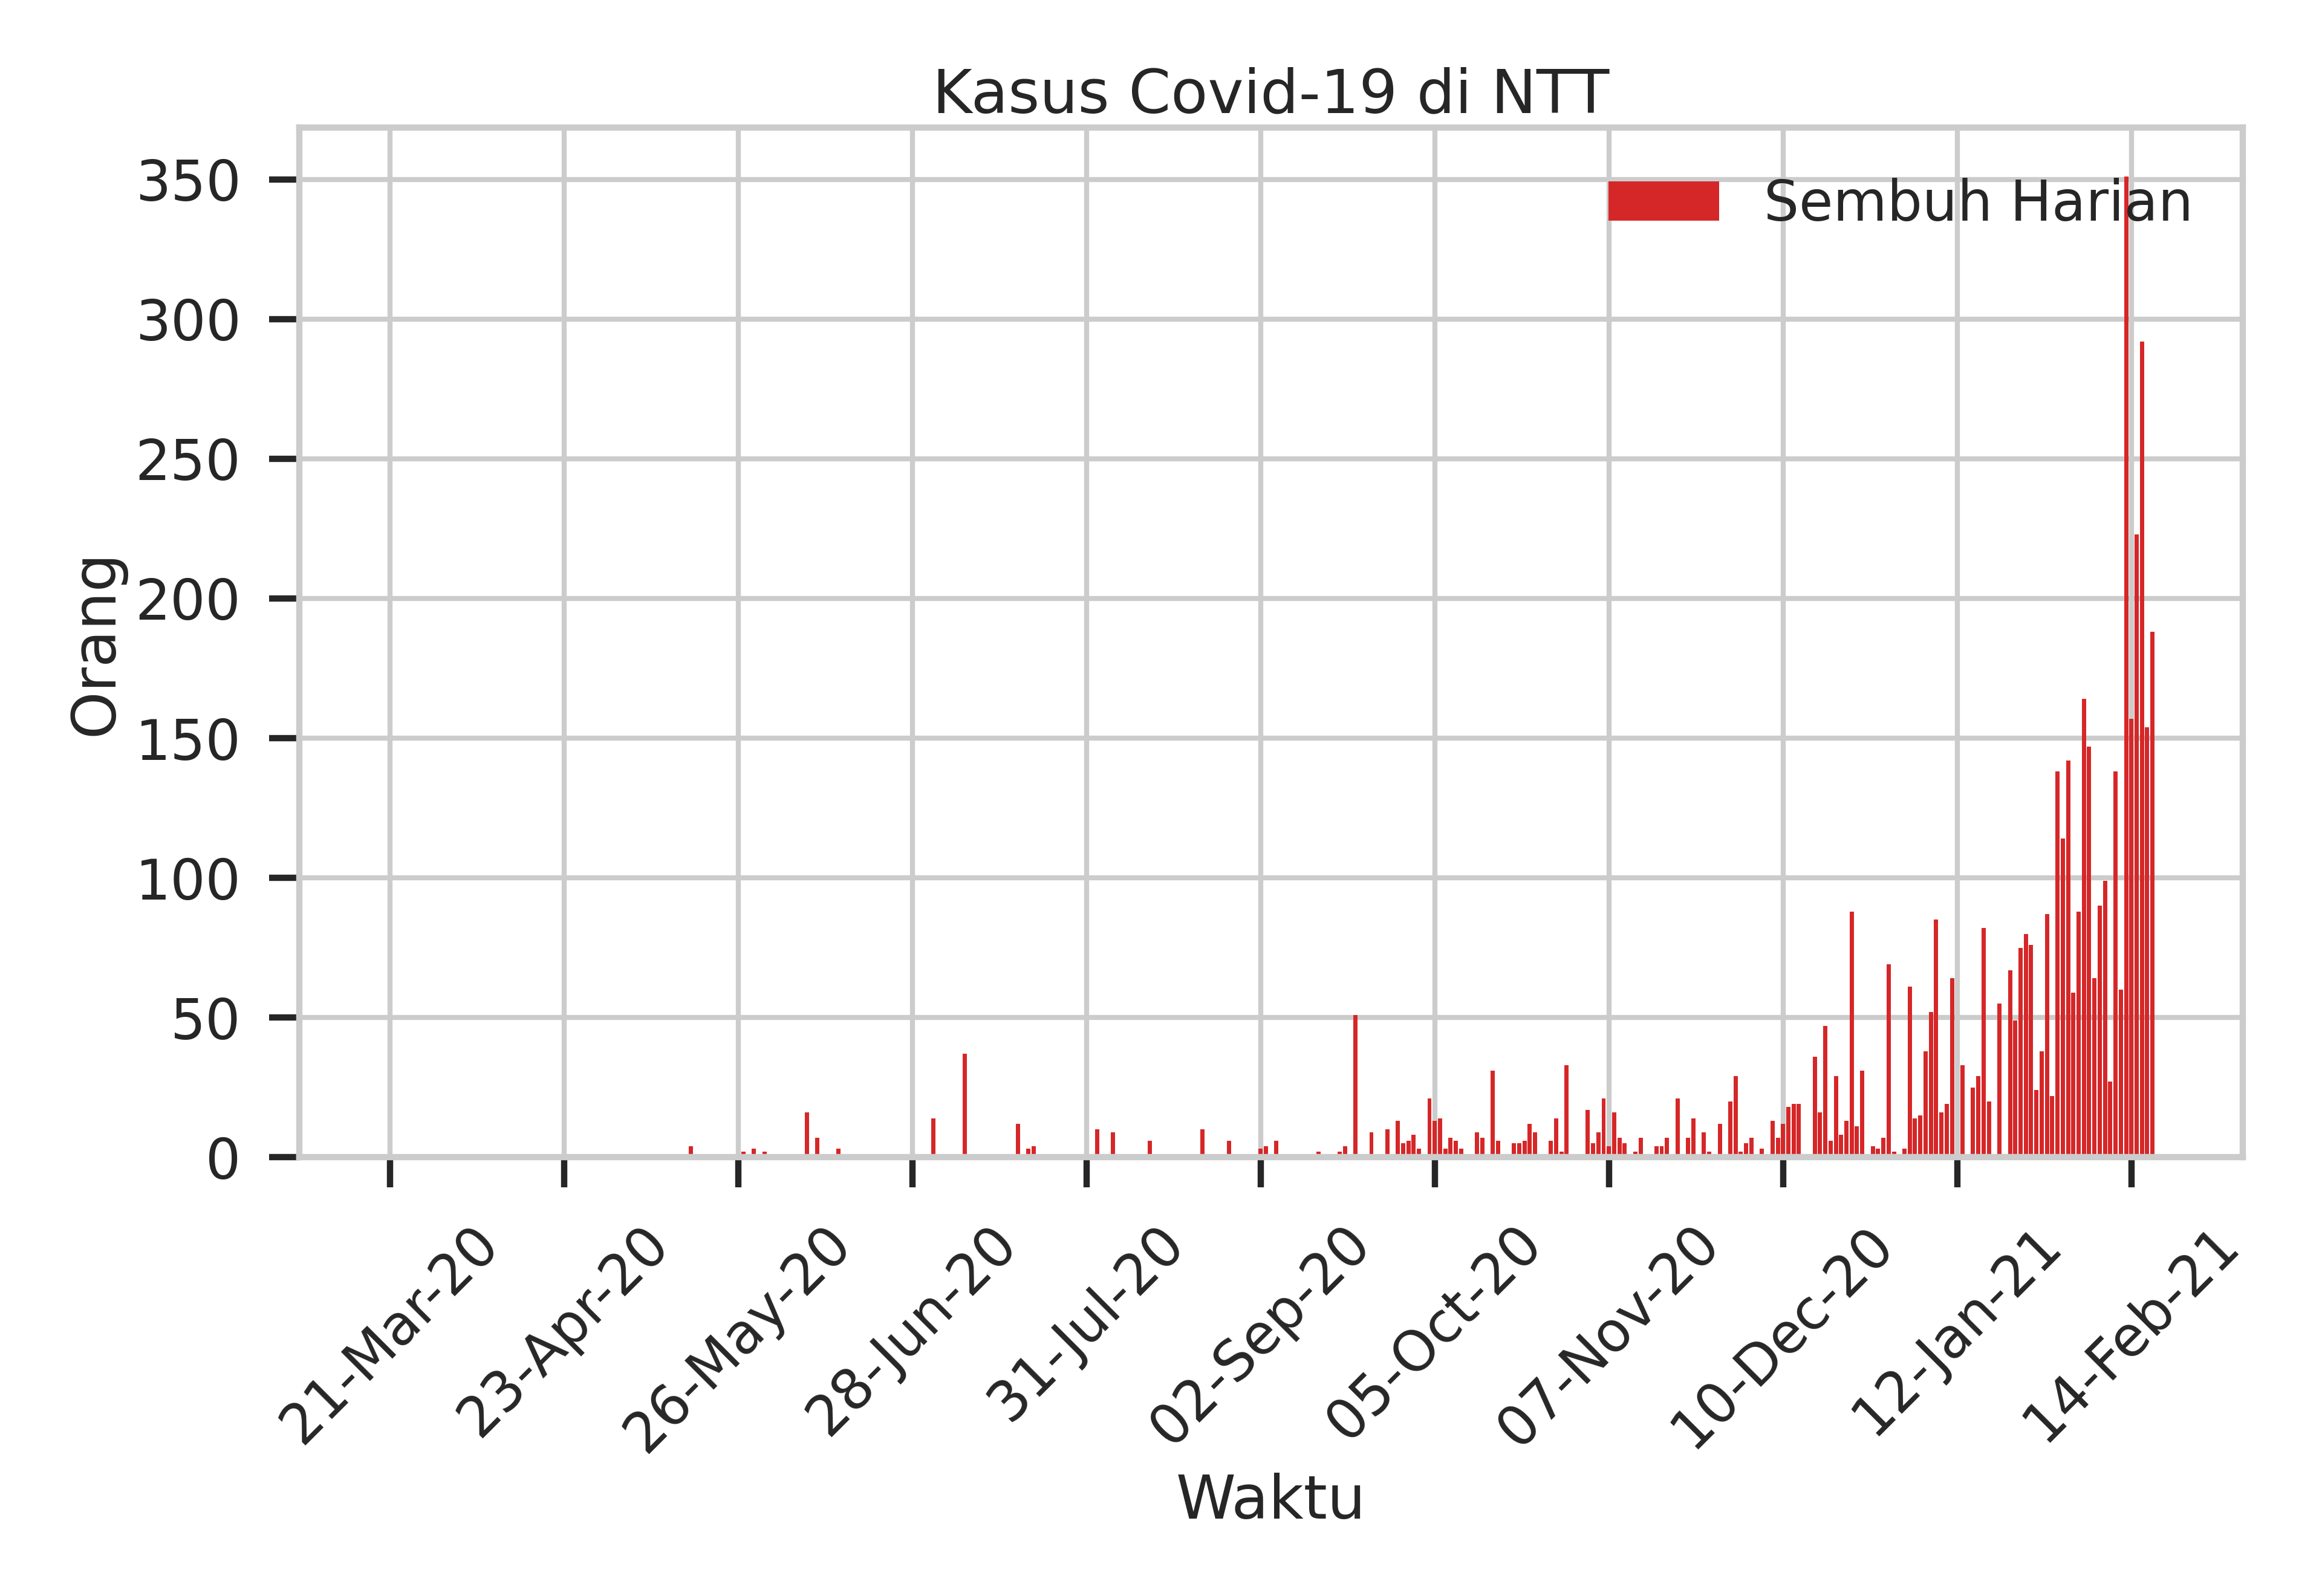 Kasus Covid-19 di NTT
Sembuh Harian
Orang
350
300
250
200
150
100
50
0
21-Mar-20
23-Apr-20
26-May-20
28-Jun-20
31-Jul-20
02-Sep-20
05-Oct-20
07-Nov-20
10-Dec-20
12-Jan-21
14-Feb-21
Waktu